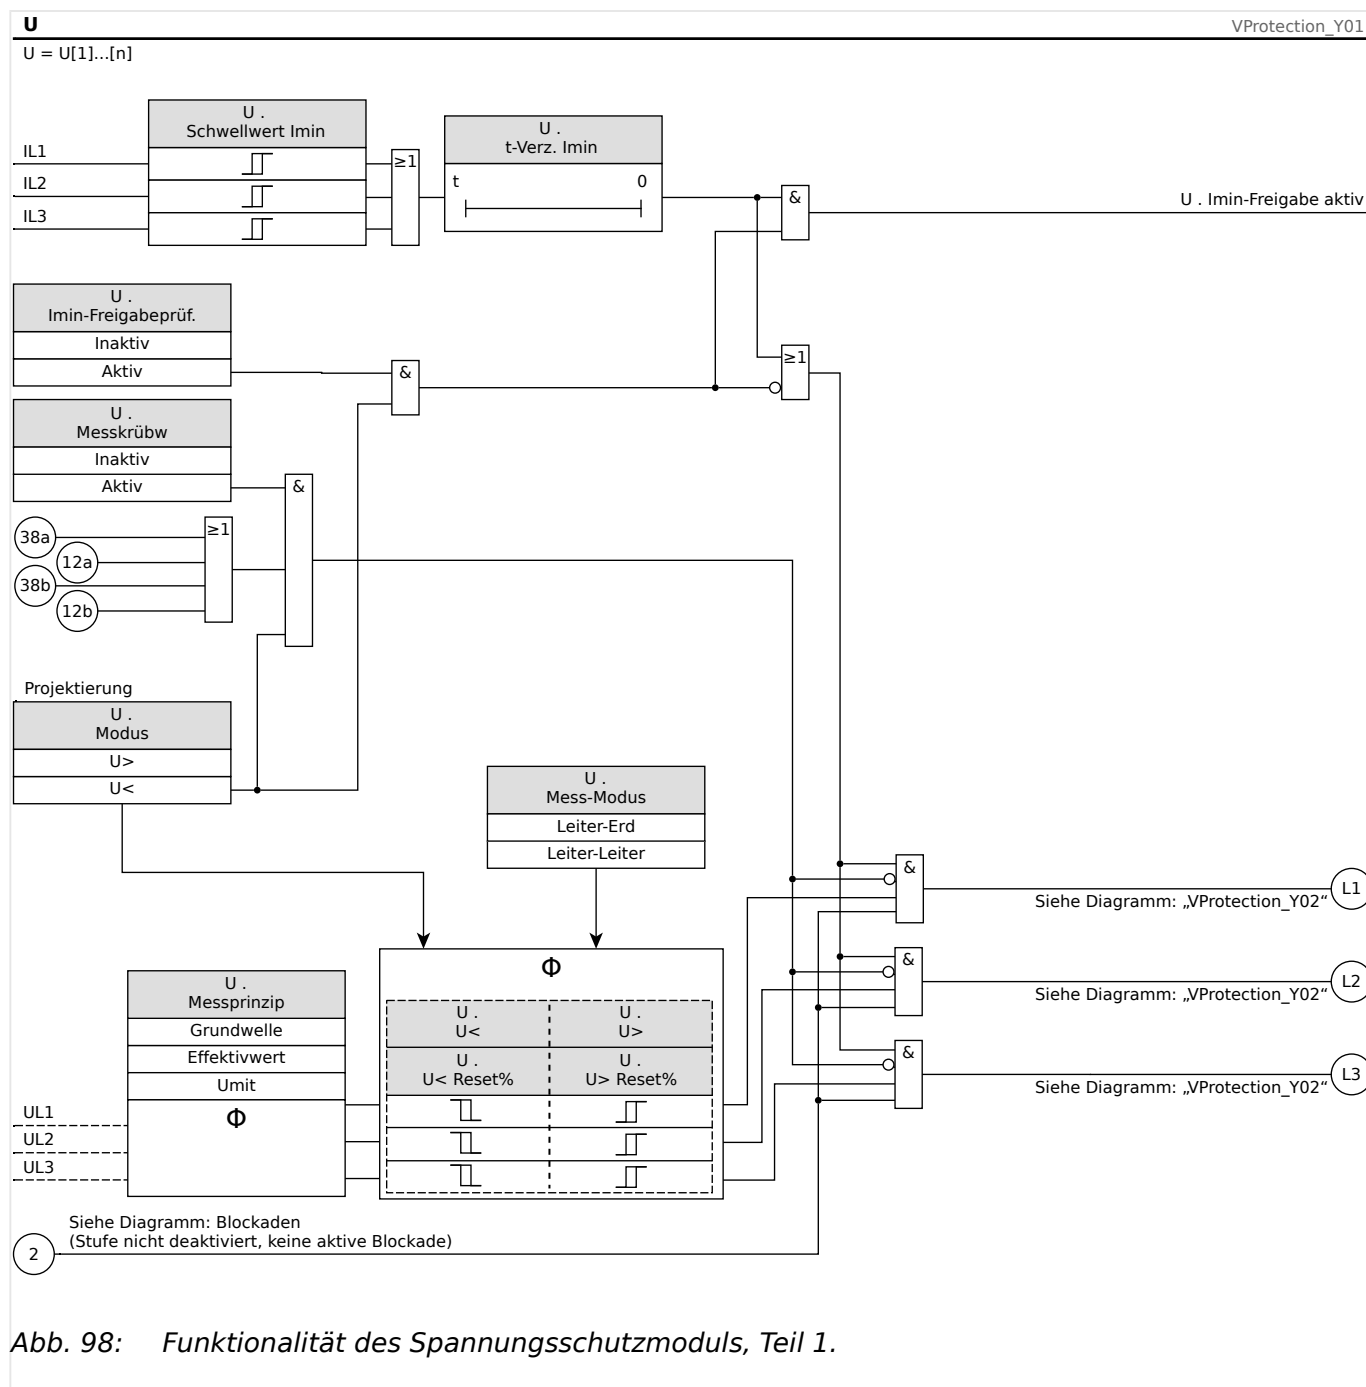 U
VProtection_Y01
U = U[1]...[n]
U .
Schwellwert Imin
IL1
IL2
IL3
≥1
U .
t-Verz. Imin
t 0
&
U . Imin-Freigabe aktiv
U .
Imin-Freigabeprüf.
Inaktiv
Aktiv
&
≥1
U .
Messkrübw
Inaktiv
Aktiv
&
≥1
38a
12a
38b
12b
Projektierung
U .
Modus
U>
U<
U .
Mess-Modus
Leiter-Erd
Leiter-Leiter
&
L1
Siehe Diagramm: „VProtection_Y02“
&
L2
Siehe Diagramm: „VProtection_Y02“
&
L3
Siehe Diagramm: „VProtection_Y02“
U .
Messprinzip
Grundwelle
Effektivwert
Umit
Φ
UL1
UL2
UL3
Φ
U .
U<
U .
U>
U .
U< Reset%
U .
U> Reset%
Siehe Diagramm: Blockaden
(Stufe nicht deaktiviert, keine aktive Blockade)
2
Abb. 98: Funktionalität des Spannungsschutzmoduls, Teil 1.